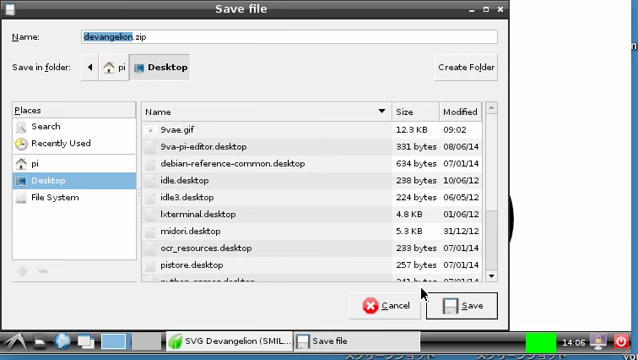 Save file
Name: devangelion.zip
Save in folder: pi Desktop Create Folder
Places Name Size Modified
Search 9vae.gif 12.3 KB 09:02
Recently Used 9va-pi-editor.desktop 331 bytes 08/06/14
pi debian-reference-common.desktop 634 bytes 07/01/14
Desktop idle.desktop 238 bytes 10/06/12
File System idle3.desktop 224 bytes 06/05/12
lxterminal.desktop 4.8 KB 01/06/12
midori.desktop 5.3 KB 31/12/12
ocr_resources.desktop 233 bytes 07/01/14
pistore.desktop 257 bytes 07/01/14
Cancel Save
SVG Devangelion (SMIL... Save file 14:06